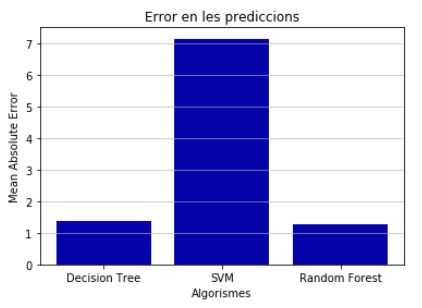 Error en les prediccions
Mean Absolute Error
7
6
5
4
3
2
1
0
Decision Tree SVM Random Forest
Algorismes